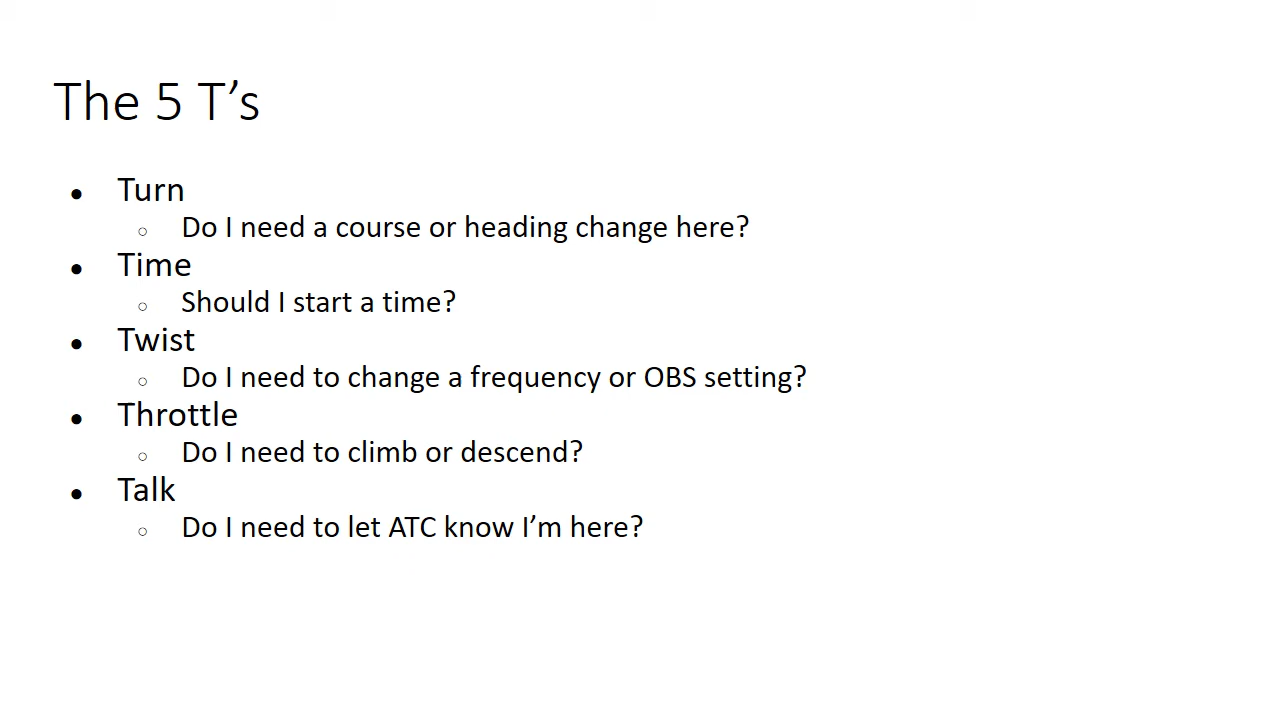 The 5 T’s
● Turn
○ Do I need a course or heading change here?
● Time
○ Should I start a time?
● Twist
○ Do I need to change a frequency or OBS setting?
● Throttle
○ Do I need to climb or descend?
● Talk
○ Do I need to let ATC know I’m here?